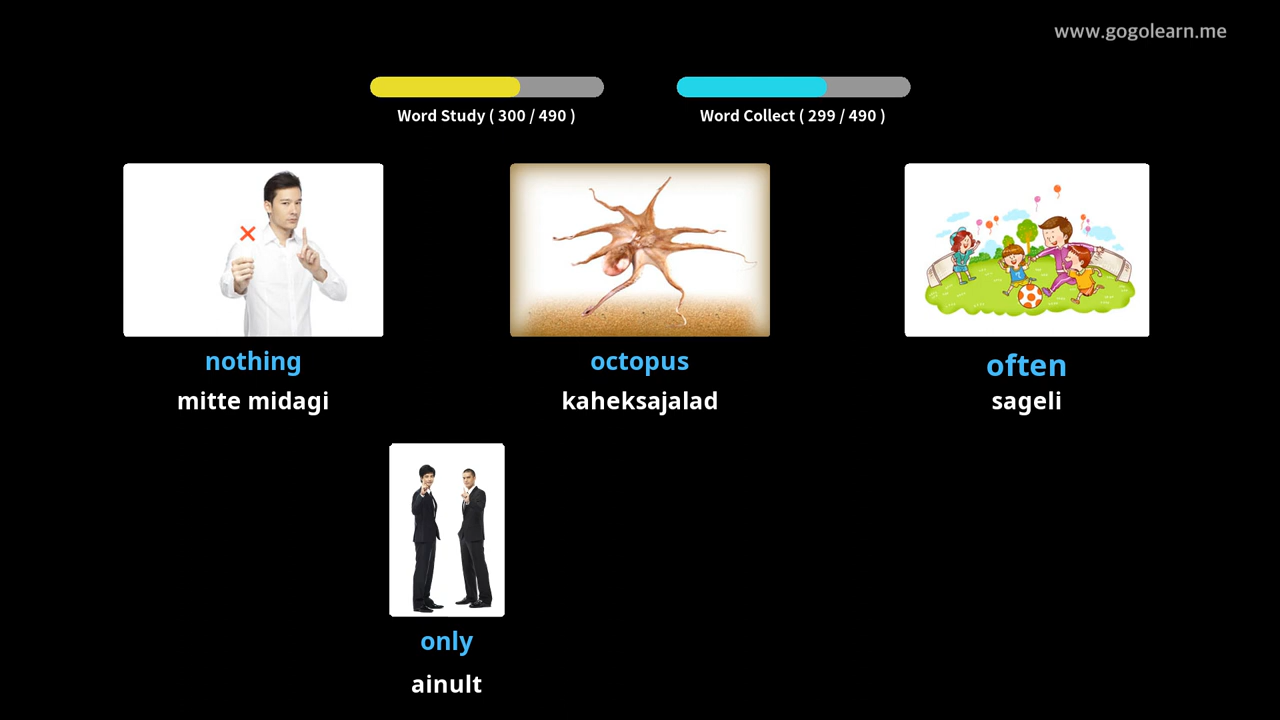 www.gogolearn.me
Word Study ( 300 / 490 )
Word Collect ( 299 / 490 )
nothing
mitte midagi
octopus
kaheksajalad
often
sageli
only
ainult